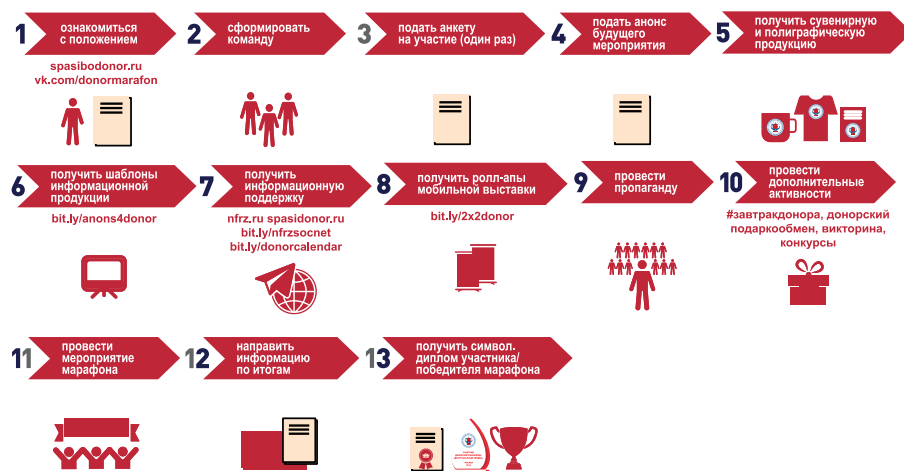 1
ознакомиться
с положением
spasibodonor.ru
vk.com/donormarafon
2
сформировать
команду
3
подать анкету
на участие (один раз)
4
подать анонс
будущего
мероприятия
5
получить сувенирную
и полиграфическую
продукцию
6
получить шаблоны
информационной
продукции
bit.ly/anons4donor
7
получить
информационную
поддержку
nfrz.ru spasidonor.ru
bit.ly/nfrzsocnet
bit.ly/donorcalendar
8
получить ролл-апы
мобильной выставки
bit.ly/2x2donor
9
провести
пропаганду
10
провести
дополнительные
активности
#завтракдонора, донорский
подаркообмен, викторина,
конкурсы
11
провести
мероприятие
марафона
12
направить
информацию
по итогам
13
получить символ.
диплом участника/
победителя марафона